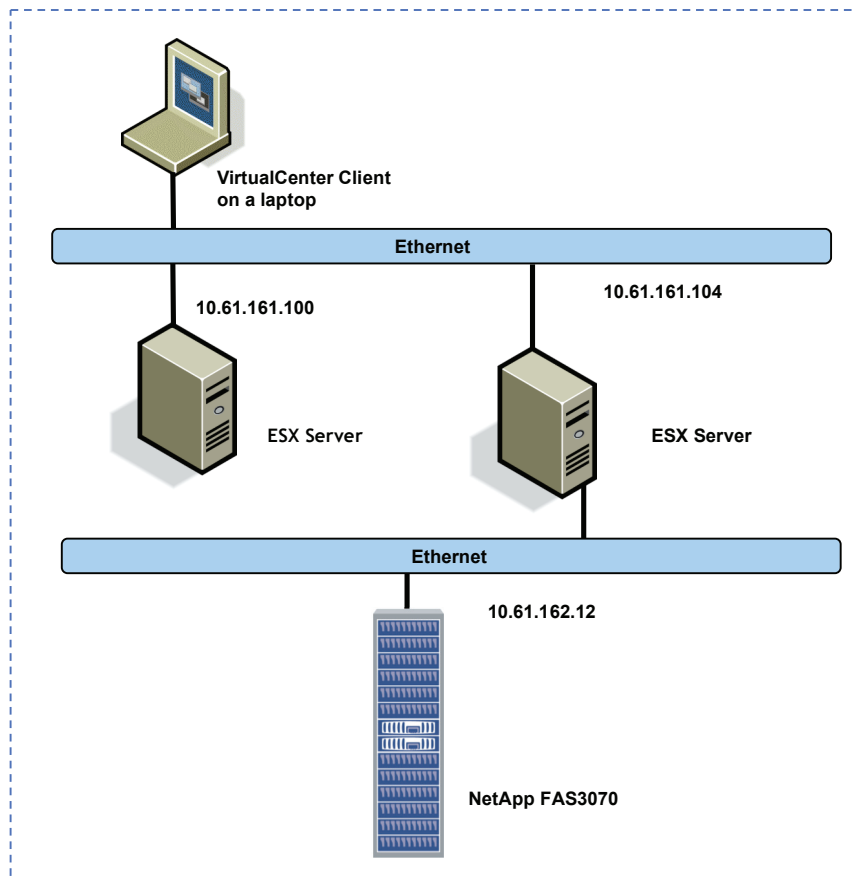 VirtualCenter Client
on a laptop
Ethernet
10.61.161.100
10.61.161.104
ESX Server
ESX Server
Ethernet
10.61.162.12
NetApp FAS3070